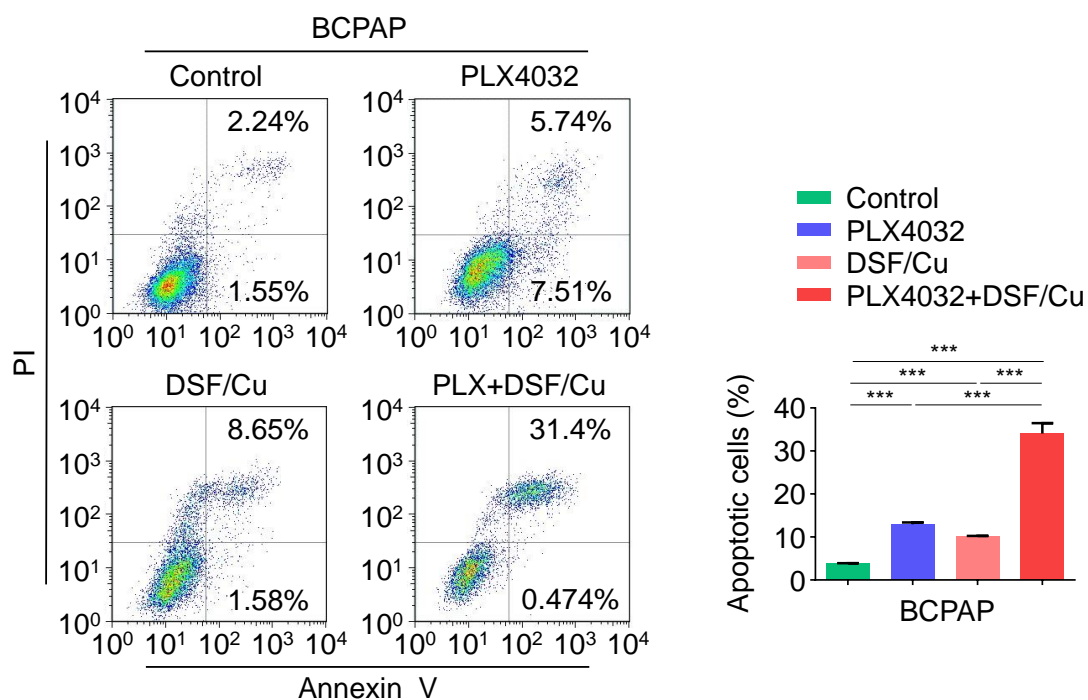 BCPAP
Control
PLX4032
10⁴
10³
10²
10¹
10⁰
2.24%
1.55%
10⁰ 10¹ 10² 10³ 10⁴
10⁴
10³
10²
10¹
10⁰
5.74%
7.51%
10⁰ 10¹ 10² 10³ 10⁴
PI
DSF/Cu
PLX+DSF/Cu
10⁴
10³
10²
10¹
10⁰
8.65%
1.58%
10⁰ 10¹ 10² 10³ 10⁴
10⁴
10³
10²
10¹
10⁰
31.4%
0.474%
10⁰ 10¹ 10² 10³ 10⁴
Annexin V
Control
PLX4032
DSF/Cu
PLX4032+DSF/Cu
***
*** ***
*** ***
Apoptotic cells (%)
40
30
20
10
0
BCPAP